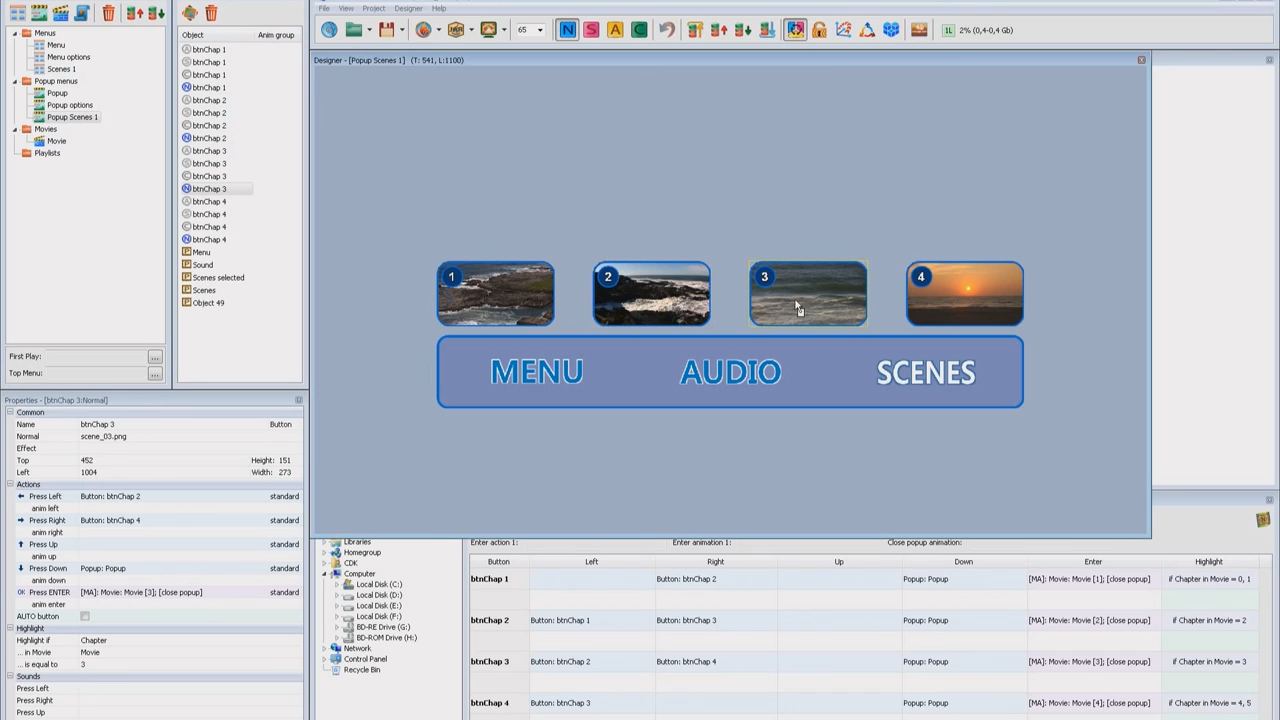 File View Project Designer Help
65
N S A C
1L 2% (0,4-0,4 Gb)
Menus
Menu
Menu options
Scenes 1
Popup menus
Popup
Popup options
Popup Scenes 1
Movies
Movie
Playlists
First Play: ...
Top Menu: ...
Object Anim group
btnChap 1
btnChap 1
btnChap 1
btnChap 1
btnChap 2
btnChap 2
btnChap 2
btnChap 2
btnChap 3
btnChap 3
btnChap 3
btnChap 3
btnChap 4
btnChap 4
btnChap 4
btnChap 4
Menu
Sound
Scenes selected
Scenes
Object 49
Designer - [Popup Scenes 1] (T: 541, L:1100)
1 2 3 4
MENU AUDIO SCENES
Properties - [btnChap 3:Normal]
Common
Name btnChap 3 Button
Normal scene_03.png
Effect
Top 452 Height: 151
Left 1004 Width: 273
Actions
Press Left Button: btnChap 2 standard
anim left
Press Right Button: btnChap 4 standard
anim right
Press Up standard
anim up
Press Down Popup: Popup standard
anim down
OK Press ENTER [MA]: Movie: Movie [3]; [close popup] standard
anim enter
AUTO button
Highlight
Highlight if Chapter
... in Movie Movie
... is equal to 3
Sounds
Press Left
Press Right
Press Up
Libraries
Homegroup
CDK
Computer
Local Disk (C:)
Local Disk (D:)
Local Disk (E:)
Local Disk (F:)
BD-RE Drive (G:)
BD-ROM Drive (H:)
Network
Control Panel
Recycle Bin
Enter action 1: Enter animation 1: Close popup animation:
Button Left Right Up Down Enter Highlight
btnChap 1 Button: btnChap 2 Popup: Popup [MA]: Movie: Movie [1]; [close popup] if Chapter in Movie = 0, 1
btnChap 2 Button: btnChap 1 Button: btnChap 3 Popup: Popup [MA]: Movie: Movie [2]; [close popup] if Chapter in Movie = 2
btnChap 3 Button: btnChap 2 Button: btnChap 4 Popup: Popup [MA]: Movie: Movie [3]; [close popup] if Chapter in Movie = 3
btnChap 4 Button: btnChap 3 Popup: Popup [MA]: Movie: Movie [4]; [close popup] if Chapter in Movie = 4, 5